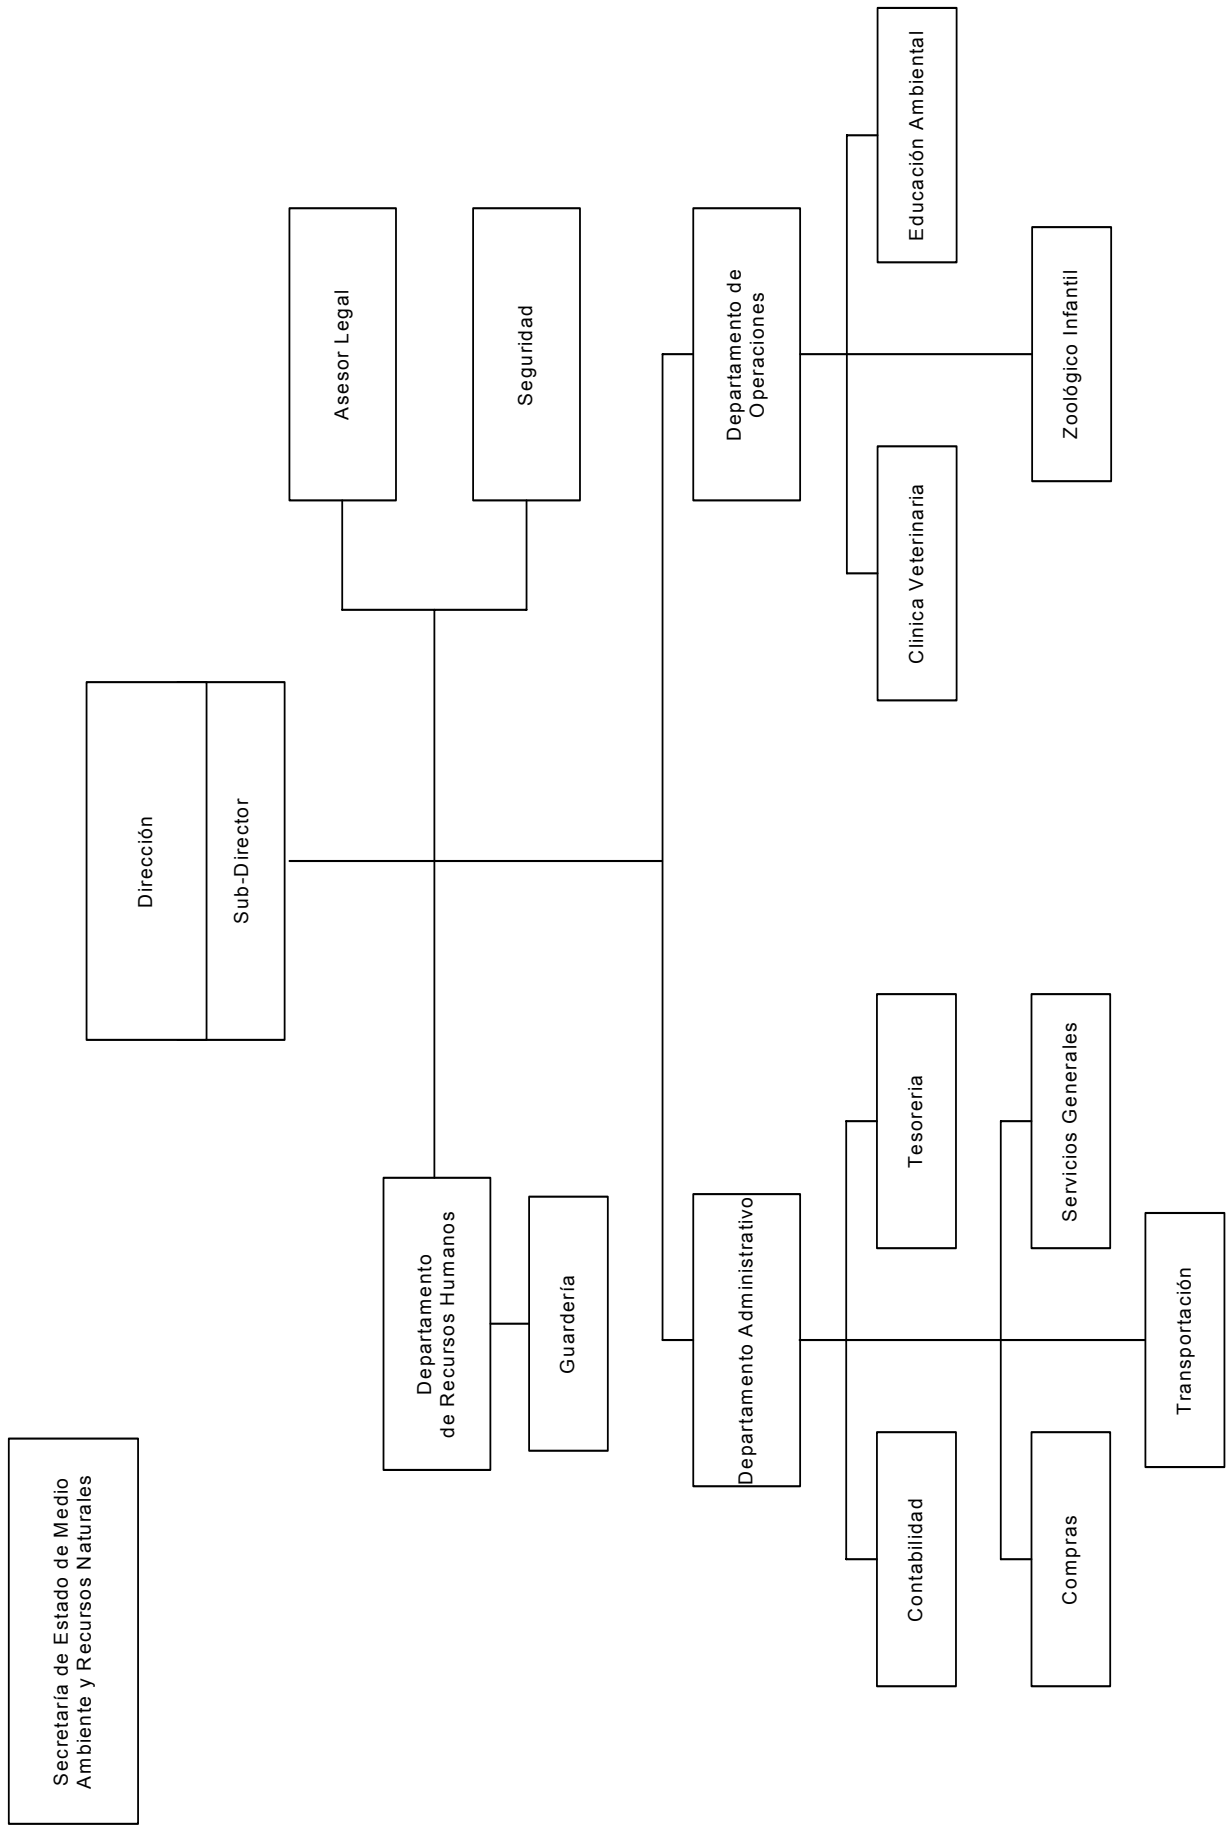 Secretaría de Estado de Medio
Ambiente y Recursos Naturales
Dirección
Sub-Director
Asesor Legal
Departamento
de Recursos Humanos
Seguridad
Guardería
Departamento Administrativo
Departamento de
Operaciones
Contabilidad
Tesoreria
Clinica Veterinaria
Educación Ambiental
Compras
Servicios Generales
Zoológico Infantil
Transportación